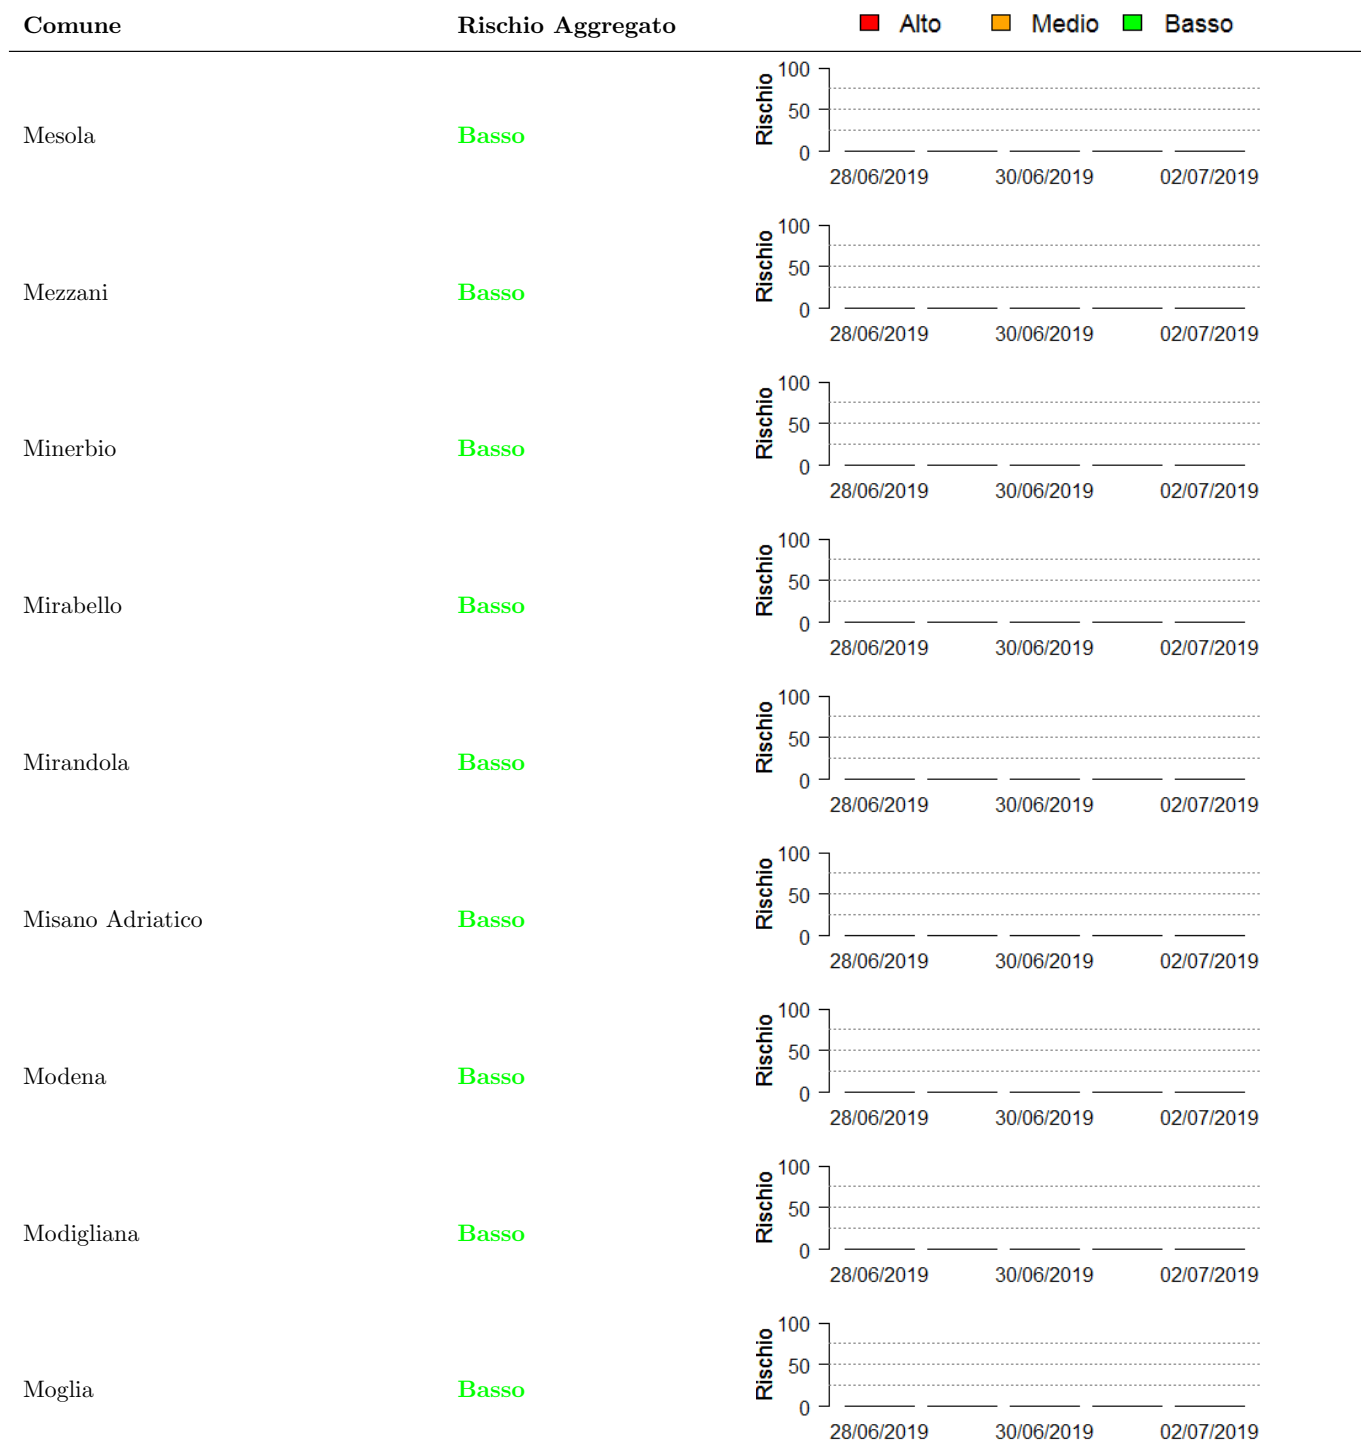 Comune Rischio Aggregato Alto Medio Basso
100
Rischio
50
Mesola Basso
0
28/06/2019 30/06/2019 02/07/2019
100
Rischio
50
Mezzani Basso
0
28/06/2019 30/06/2019 02/07/2019
100
Rischio
50
Minerbio Basso
0
28/06/2019 30/06/2019 02/07/2019
100
Rischio
50
Mirabello Basso
0
28/06/2019 30/06/2019 02/07/2019
100
Rischio
50
Mirandola Basso
0
28/06/2019 30/06/2019 02/07/2019
100
Rischio
50
Misano Adriatico Basso
0
28/06/2019 30/06/2019 02/07/2019
100
Rischio
50
Modena Basso
0
28/06/2019 30/06/2019 02/07/2019
100
Rischio
50
Modigliana Basso
0
28/06/2019 30/06/2019 02/07/2019
100
Rischio
50
Moglia Basso
0
28/06/2019 30/06/2019 02/07/2019